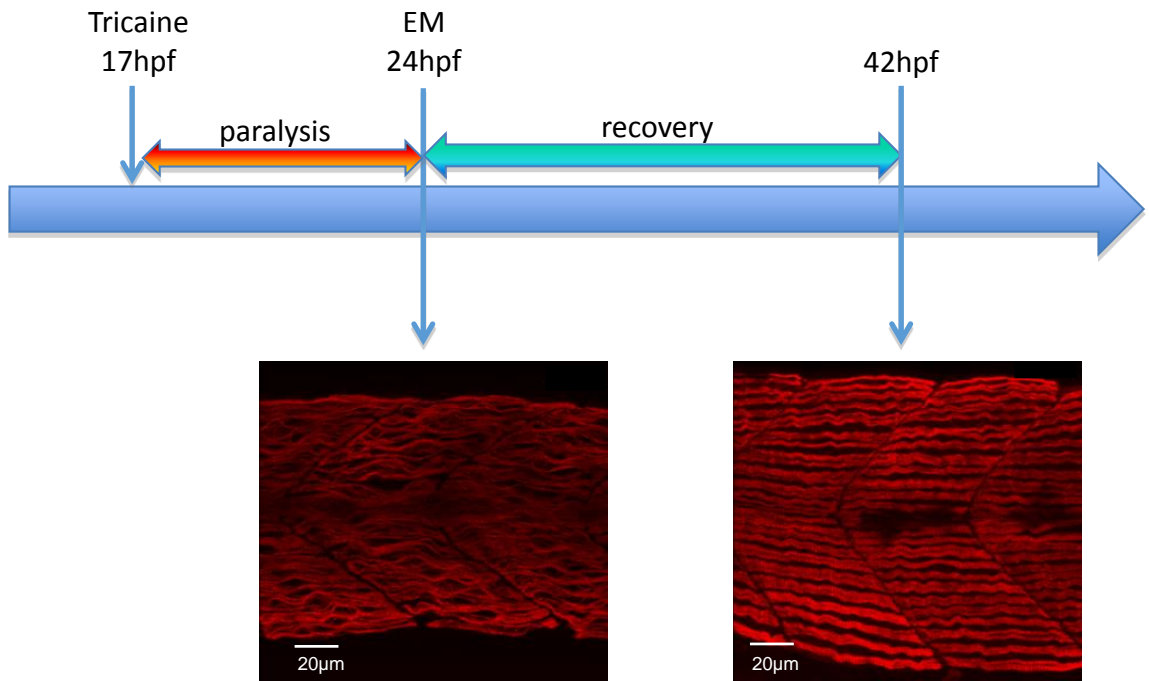 Tricaine
17hpf
EM
24hpf
42hpf
paralysis
recovery
20μm
20μm